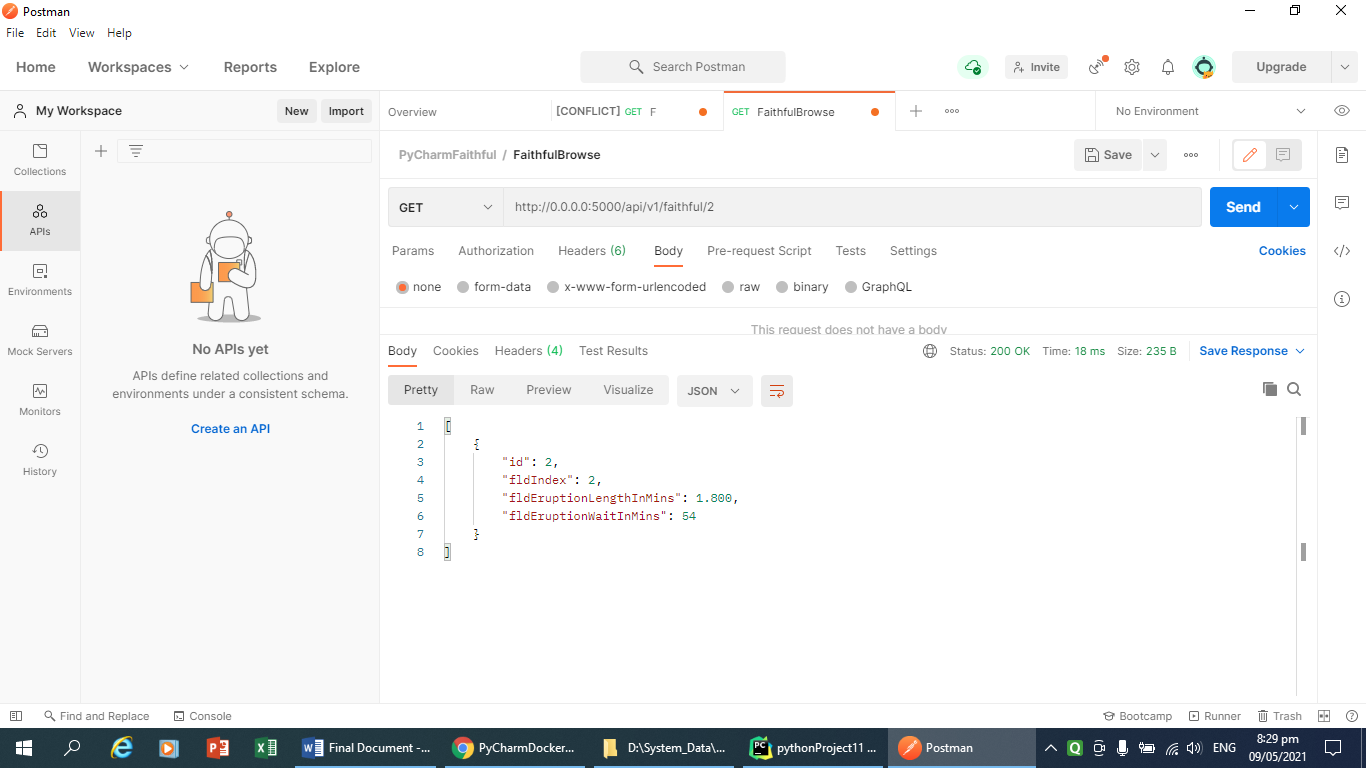 Postman
File Edit View Help
Home Workspaces Reports Explore Search Postman Invite Upgrade
My Workspace New Import
Overview [CONFLICT] GET F GET FaithfulBrowse No Environment
Collections
APIs
Environments
Mock Servers
Monitors
History
No APIs yet
APIs define related collections and
environments under a consistent schema.
Create an API
PyCharmFaithful / FaithfulBrowse Save
GET http://0.0.0.0:5000/api/v1/faithful/2 Send
Params Authorization Headers (6) Body Pre-request Script Tests Settings Cookies
none form-data x-www-form-urlencoded raw binary GraphQL
This request does not have a body
Body Cookies Headers (4) Test Results Status: 200 OK Time: 18 ms Size: 235 B Save Response
Pretty Raw Preview Visualize JSON
1 [
2 {
3 "id": 2,
4 "fldIndex": 2,
5 "fldEruptionLengthInMins": 1.800,
6 "fldEruptionWaitInMins": 54
7 }
8 ]
Find and Replace Console Bootcamp Runner Trash
Final Document -... PyCharmDocker... D:\System_Data\... pythonProject11 ... Postman ENG 8:29 pm
09/05/2021